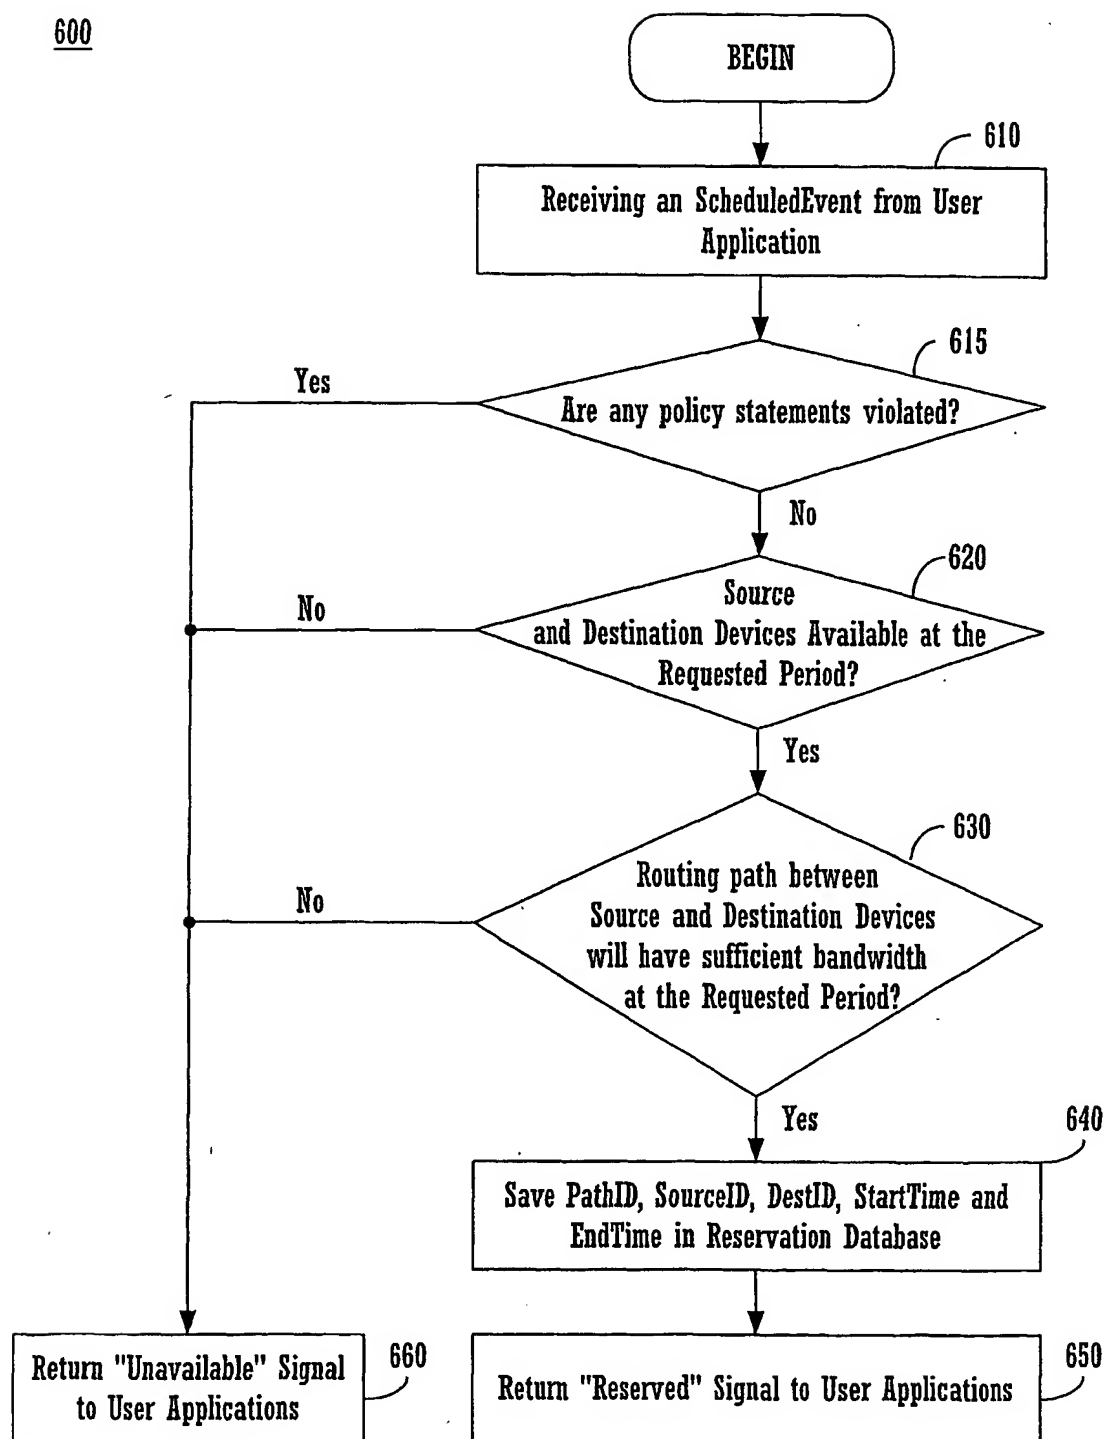 600
BEGIN
610
Receiving an ScheduledEvent from User
Application
615
Yes
Are any policy statements violated?
No
620
Source
and Destination Devices Available at the
Requested Period?
No
Yes
630
Routing path between
Source and Destination Devices
will have sufficient bandwidth
at the Requested Period?
No
Yes
640
Save PathID, SourceID, DestID, StartTime and
EndTime in Reservation Database
Return "Unavailable" Signal
to User Applications
660
Return "Reserved" Signal to User Applications
650